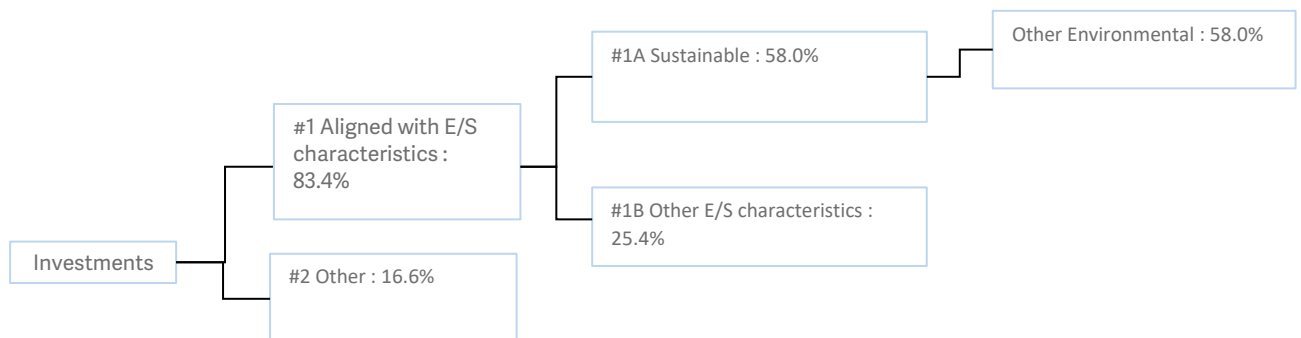 Investments
#1 Aligned with E/S
characteristics :
83.4%
#2 Other : 16.6%
#1A Sustainable : 58.0%
#1B Other E/S characteristics :
25.4%
Other Environmental : 58.0%